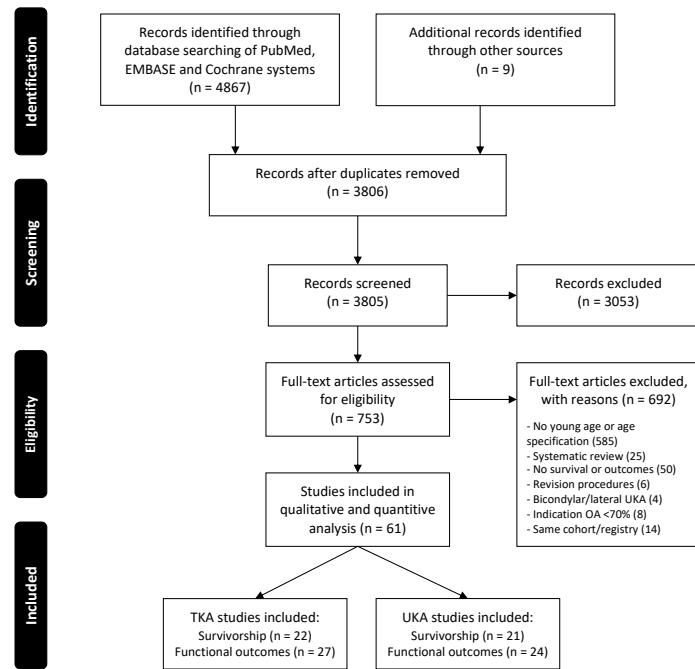 Identification
Records identified through
database searching of PubMed,
EMBASE and Cochrane systems
(n = 4867)
Additional records identified
through other sources
(n = 9)
Records after duplicates removed
(n = 3806)
Screening
Records screened
(n = 3805)
Records excluded
(n = 3053)
Eligibility
Full-text articles assessed
for eligibility
(n = 753)
Full-text articles excluded,
with reasons (n = 692)
- No young age or age
specification (585)
- Systematic review (25)
- No survival or outcomes (50)
- Revision procedures (6)
- Bicondylar/lateral UKA (4)
- Indication OA <70% (8)
- Same cohort/registry (14)
Studies included in
qualitative and quantitive
analysis (n = 61)
Included
TKA studies included:
Survivorship (n = 22)
Functional outcomes (n = 27)
UKA studies included:
Survivorship (n = 21)
Functional outcomes (n = 24)